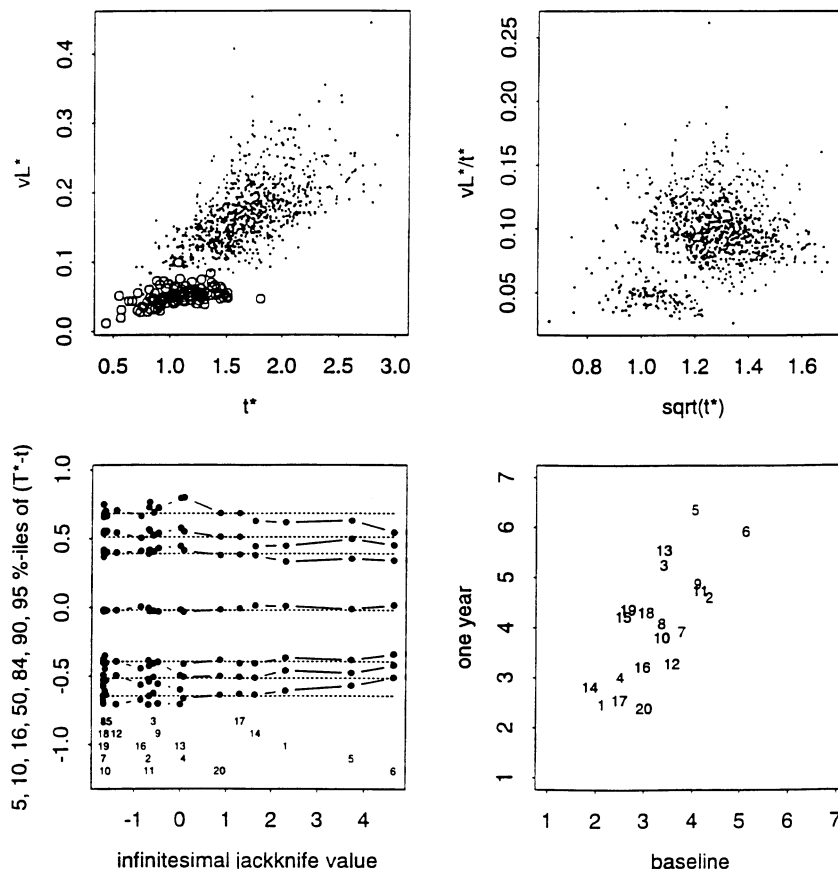 vL*
0.0 0.1 0.2 0.3 0.4
0.5 1.0 1.5 2.0 2.5 3.0
t*
vL*/t*
0.05 0.10 0.15 0.20 0.25
0.8 1.0 1.2 1.4 1.6
sqrt(t*)
5, 10, 16, 50, 84, 90, 95 %-iles of (T*-t)
-1.0 -0.5 0.0 0.5 1.0
3 17
18 12 9 14
19 16 13 1
7 2 4 5
10 11 20 6
-1 0 1 2 3 4
infinitesimal jackknife value
one year
1 2 3 4 5 6 7
5
6
13
3
9
11
2
19
15
18
8
7
10
16
12
4
14
17
1
20
1 2 3 4 5 6 7
baseline